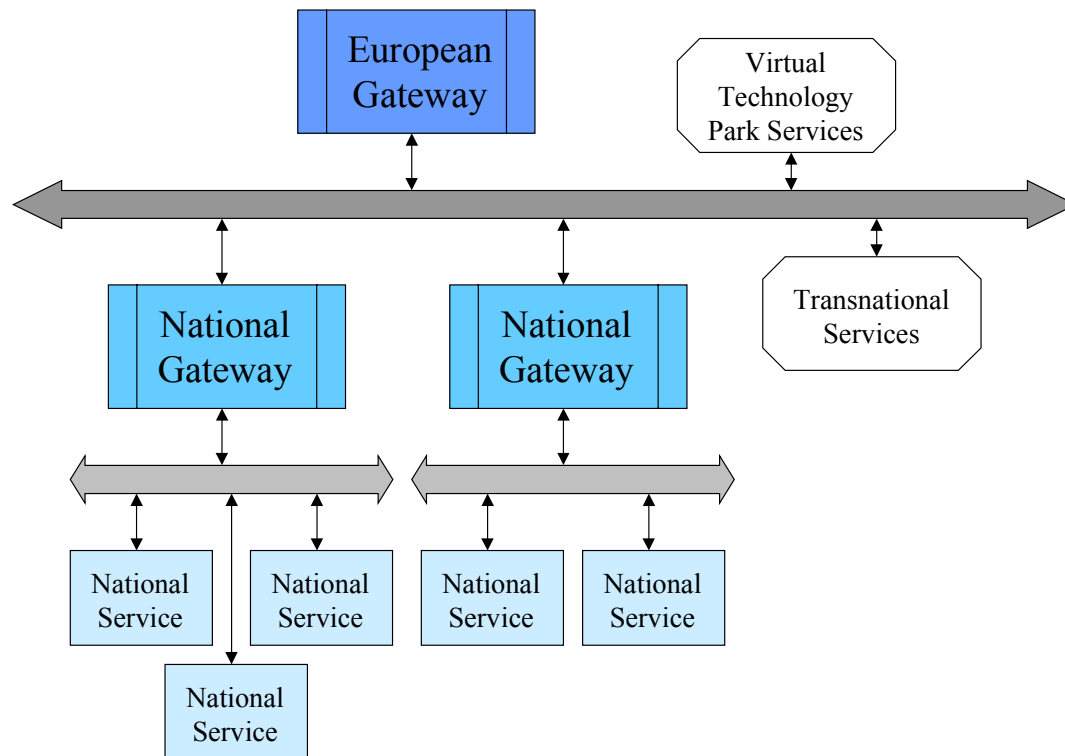 European
Gateway
Virtual
Technology
Park Services
National
Gateway
National
Gateway
Transnational
Services
National
Service
National
Service
National
Service
National
Service
National
Service